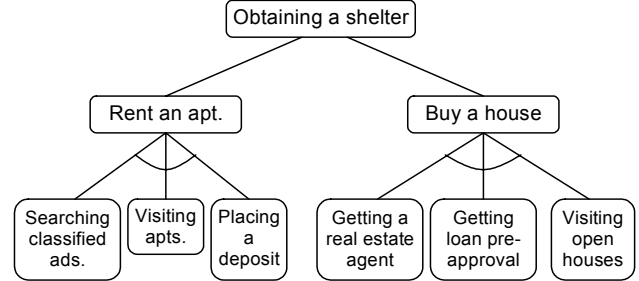 Obtaining a shelter
Rent an apt.
Buy a house
Searching
classified
ads.
Visiting
apts.
Placing
a
deposit
Getting a
real estate
agent
Getting
loan pre-
approval
Visiting
open
houses